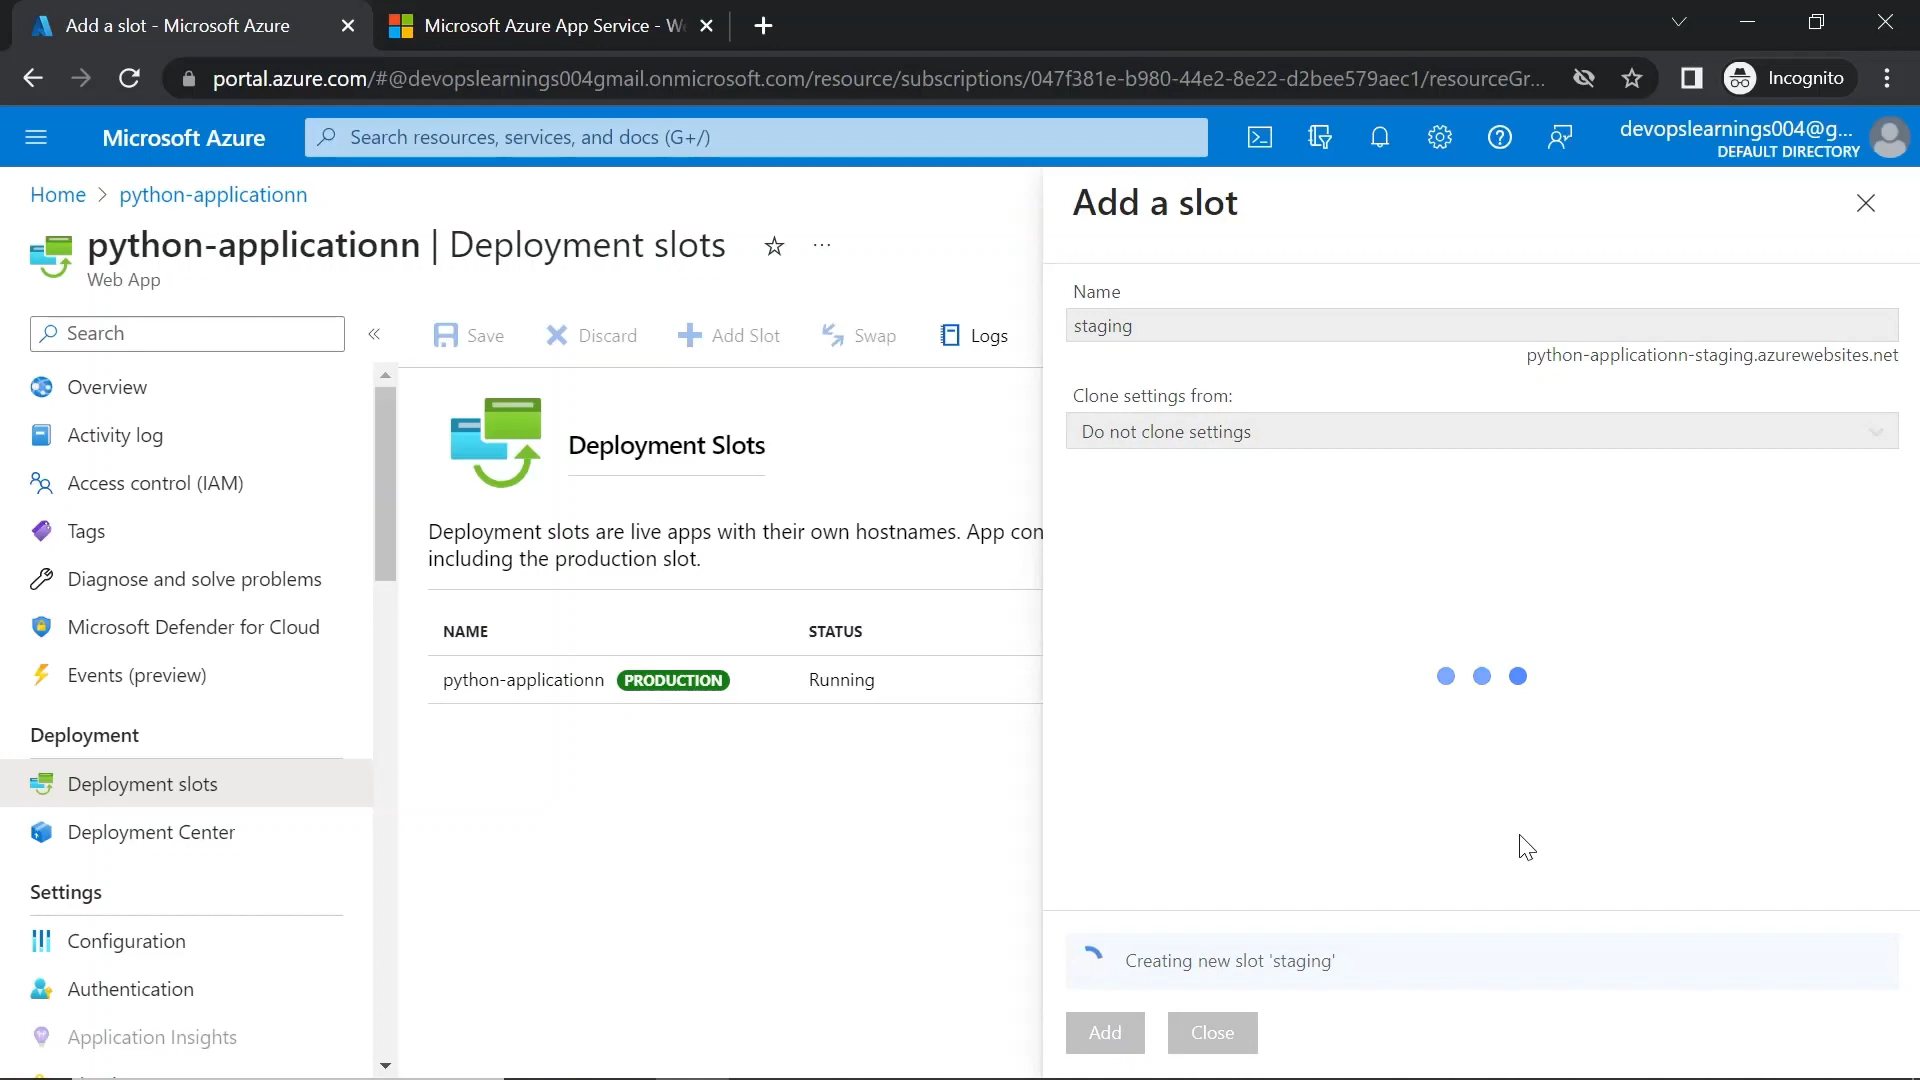 Add a slot - Microsoft Azure
Microsoft Azure App Service - We
portal.azure.com/#@devopslearnings004gmail.onmicrosoft.com/resource/subscriptions/047f381e-b980-44e2-8e22-d2bee579aec1/resourceGr...
Incognito
Microsoft Azure
Search resources, services, and docs (G+/)
devopslearnings004@g...
DEFAULT DIRECTORY
Home > python-applicationn
python-applicationn | Deployment slots
...
Web App
Search
Save
Discard
Add Slot
Swap
Logs
Overview
Activity log
Access control (IAM)
Tags
Diagnose and solve problems
Microsoft Defender for Cloud
Events (preview)
Deployment
Deployment slots
Deployment Center
Settings
Configuration
Authentication
Application Insights
Deployment Slots
Deployment slots are live apps with their own hostnames. App con
including the production slot.
NAME STATUS
python-applicationn PRODUCTION Running
Add a slot
Name
staging
python-applicationn-staging.azurewebsites.net
Clone settings from:
Do not clone settings
Creating new slot 'staging'
Add
Close